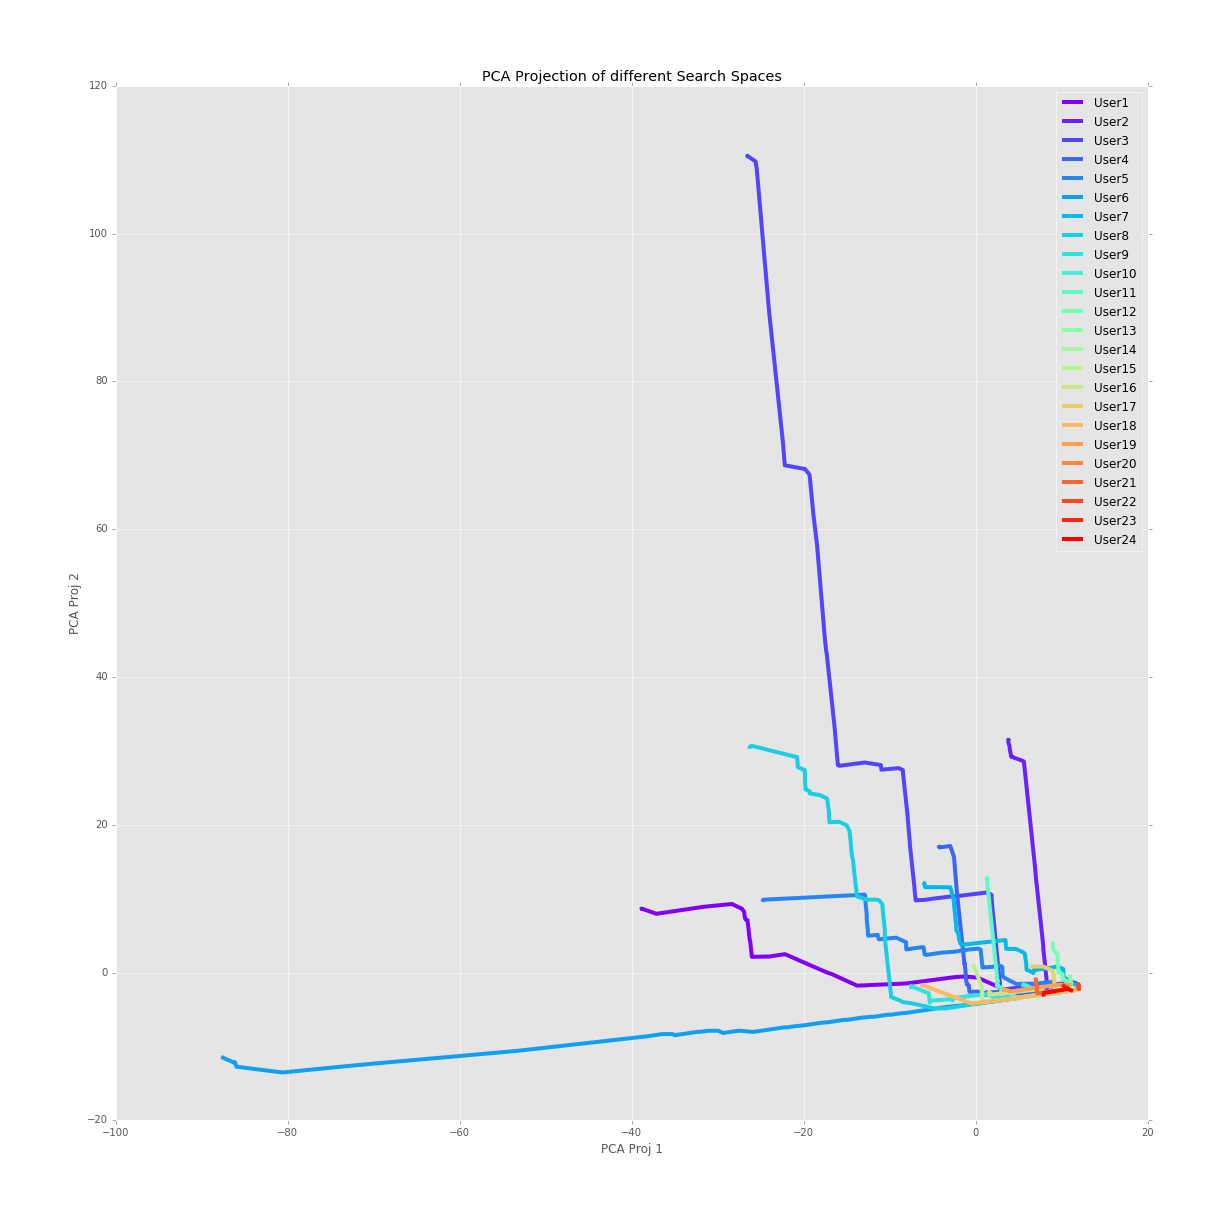 PCA Projection of different Search Spaces
120
100
80
60
40
20
0
−20
PCA Proj 2
−100
−80
−60
−40
−20
0
20
PCA Proj 1
User1
User2
User3
User4
User5
User6
User7
User8
User9
User10
User11
User12
User13
User14
User15
User16
User17
User18
User19
User20
User21
User22
User23
User24